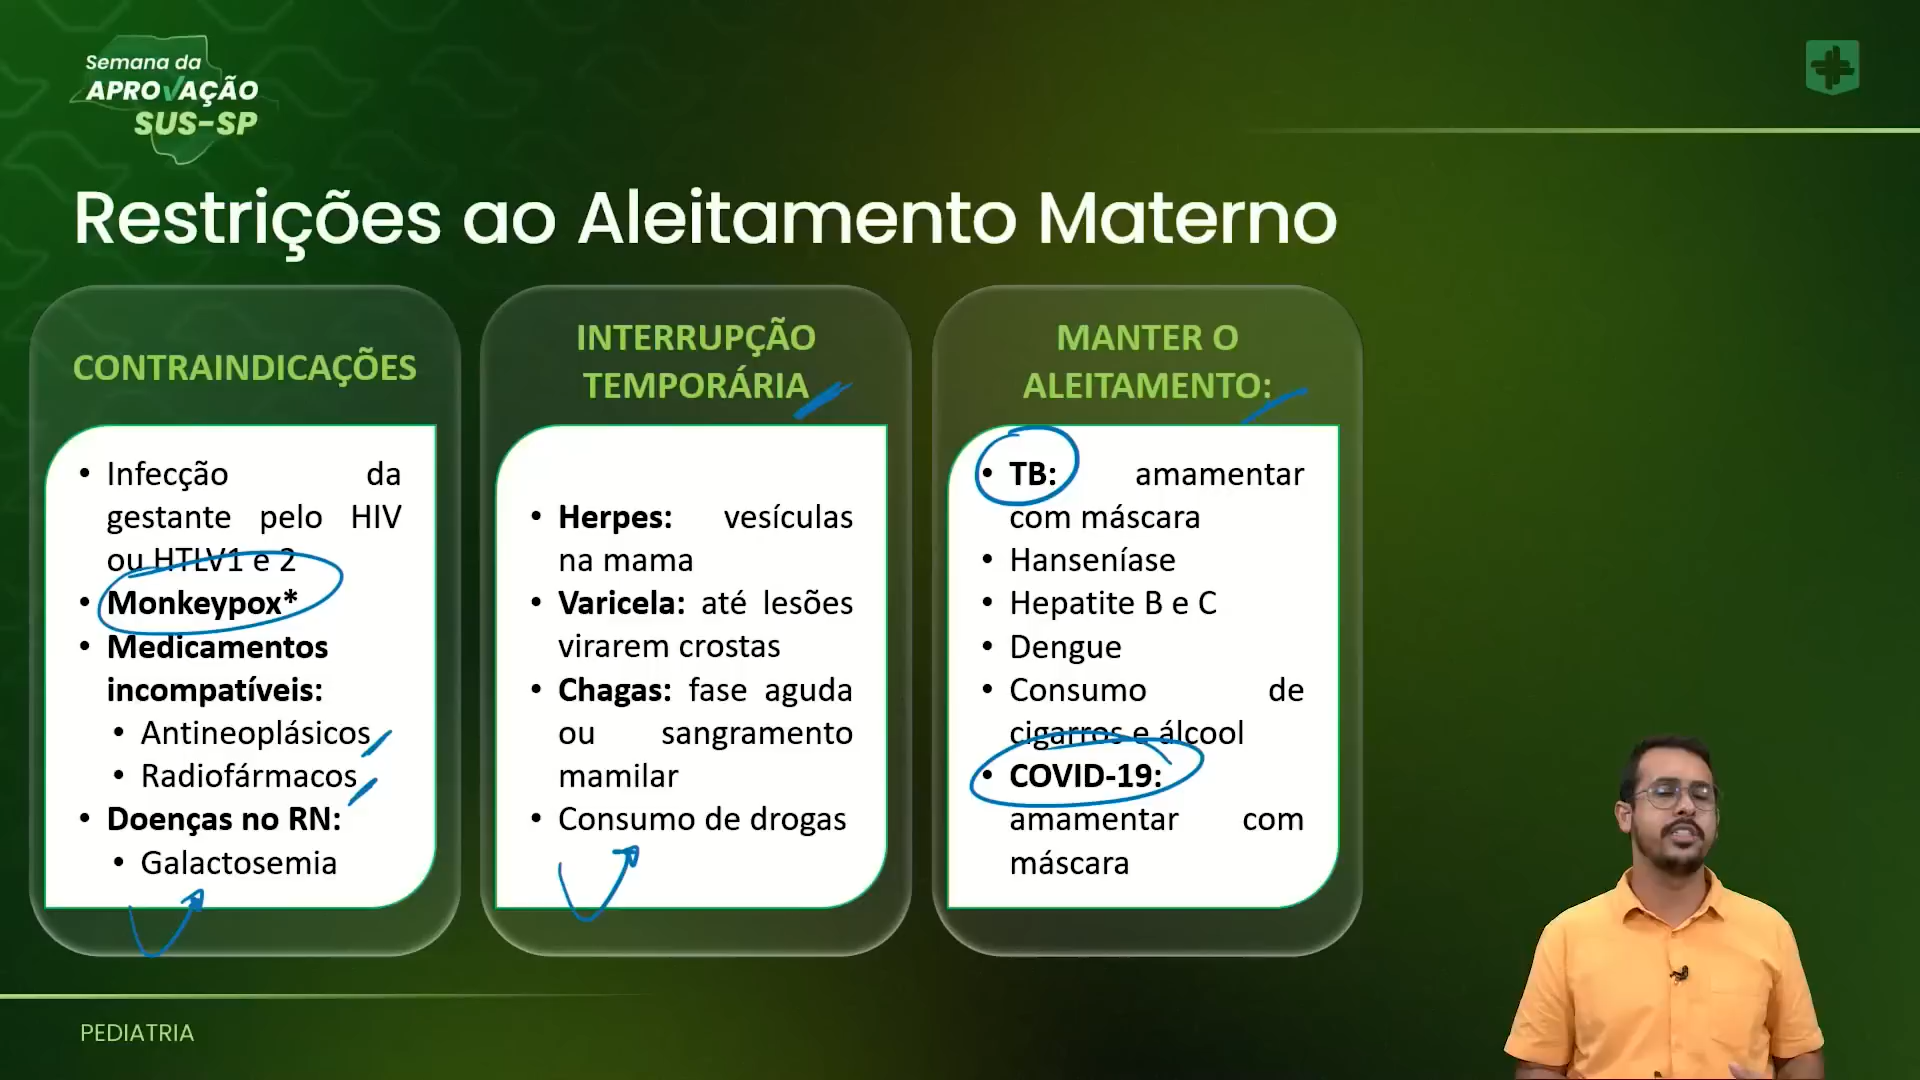 Semana da
APROVAÇÃO
SUS-SP
Restrições ao Aleitamento Materno
CONTRAINDICAÇÕES
• Infecção da
gestante pelo HIV
ou HTLV1 e 2
• Monkeypox*
• Medicamentos
incompatíveis:
• Antineoplásicos
• Radiofármacos
• Doenças no RN:
• Galactosemia
INTERRUPÇÃO
TEMPORÁRIA
• Herpes: vesículas
na mama
• Varicela: até lesões
virarem crostas
• Chagas: fase aguda
ou sangramento
mamilar
• Consumo de drogas
MANTER O
ALEITAMENTO:
• TB: amamentar
com máscara
• Hanseníase
• Hepatite B e C
• Dengue
• Consumo de
cigarros e álcool
• COVID-19:
amamentar com
máscara
PEDIATRIA